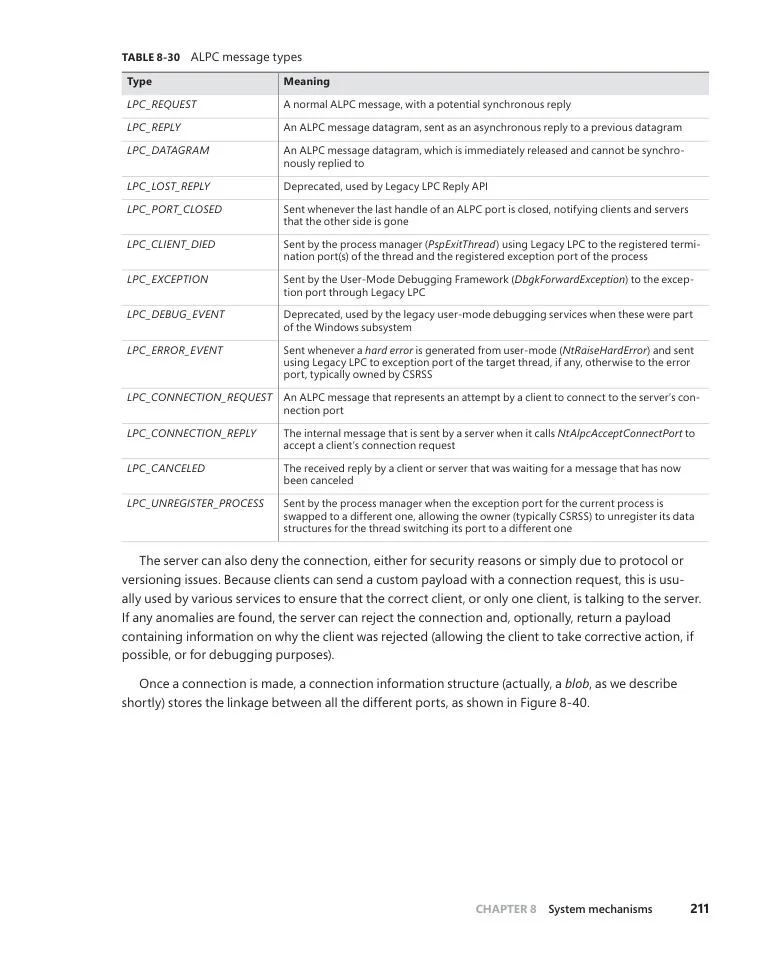 TABLE 8-30 ALPC message types
Type Meaning
LPC_REQUEST A normal ALPC message, with a potential synchronous reply
LPC_REPLY An ALPC message datagram, sent as an asynchronous reply to a previous datagram
LPC_DATAGRAM An ALPC message datagram, which is immediately released and cannot be synchro-
nously replied to
LPC_LOST_REPLY Deprecated, used by Legacy LPC Reply API
LPC_PORT_CLOSED Sent whenever the last handle of an ALPC port is closed, notifying clients and servers
that the other side is gone
LPC_CLIENT_DIED Sent by the process manager (PspExitThread) using Legacy LPC to the registered termi-
nation port(s) of the thread and the registered exception port of the process
LPC_EXCEPTION Sent by the User-Mode Debugging Framework (DbgkForwardException) to the excep-
tion port through Legacy LPC
LPC_DEBUG_EVENT Deprecated, used by the legacy user-mode debugging services when these were part
of the Windows subsystem
LPC_ERROR_EVENT Sent whenever a hard error is generated from user-mode (NtRaiseHardError) and sent
using Legacy LPC to exception port of the target thread, if any, otherwise to the error
port, typically owned by CSRSS
LPC_CONNECTION_REQUEST An ALPC message that represents an attempt by a client to connect to the server's con-
nection port
LPC_CONNECTION_REPLY The internal message that is sent by a server when it calls NtAlpcAcceptConnectPort to
accept a client's connection request
LPC_CANCELED The received reply by a client or server that was waiting for a message that has now
been canceled
LPC_UNREGISTER_PROCESS Sent by the process manager when the exception port for the current process is
swapped to a different one, allowing the owner (typically CSRSS) to unregister its data
structures for the thread switching its port to a different one
The server can also deny the connection, either for security reasons or simply due to protocol or
versioning issues. Because clients can send a custom payload with a connection request, this is usu-
ally used by various services to ensure that the correct client, or only one client, is talking to the server.
If any anomalies are found, the server can reject the connection and, optionally, return a payload
containing information on why the client was rejected (allowing the client to take corrective action, if
possible, or for debugging purposes).
Once a connection is made, a connection information structure (actually, a blob, as we describe
shortly) stores the linkage between all the different ports, as shown in Figure 8-40.
CHAPTER 8 System mechanisms 211